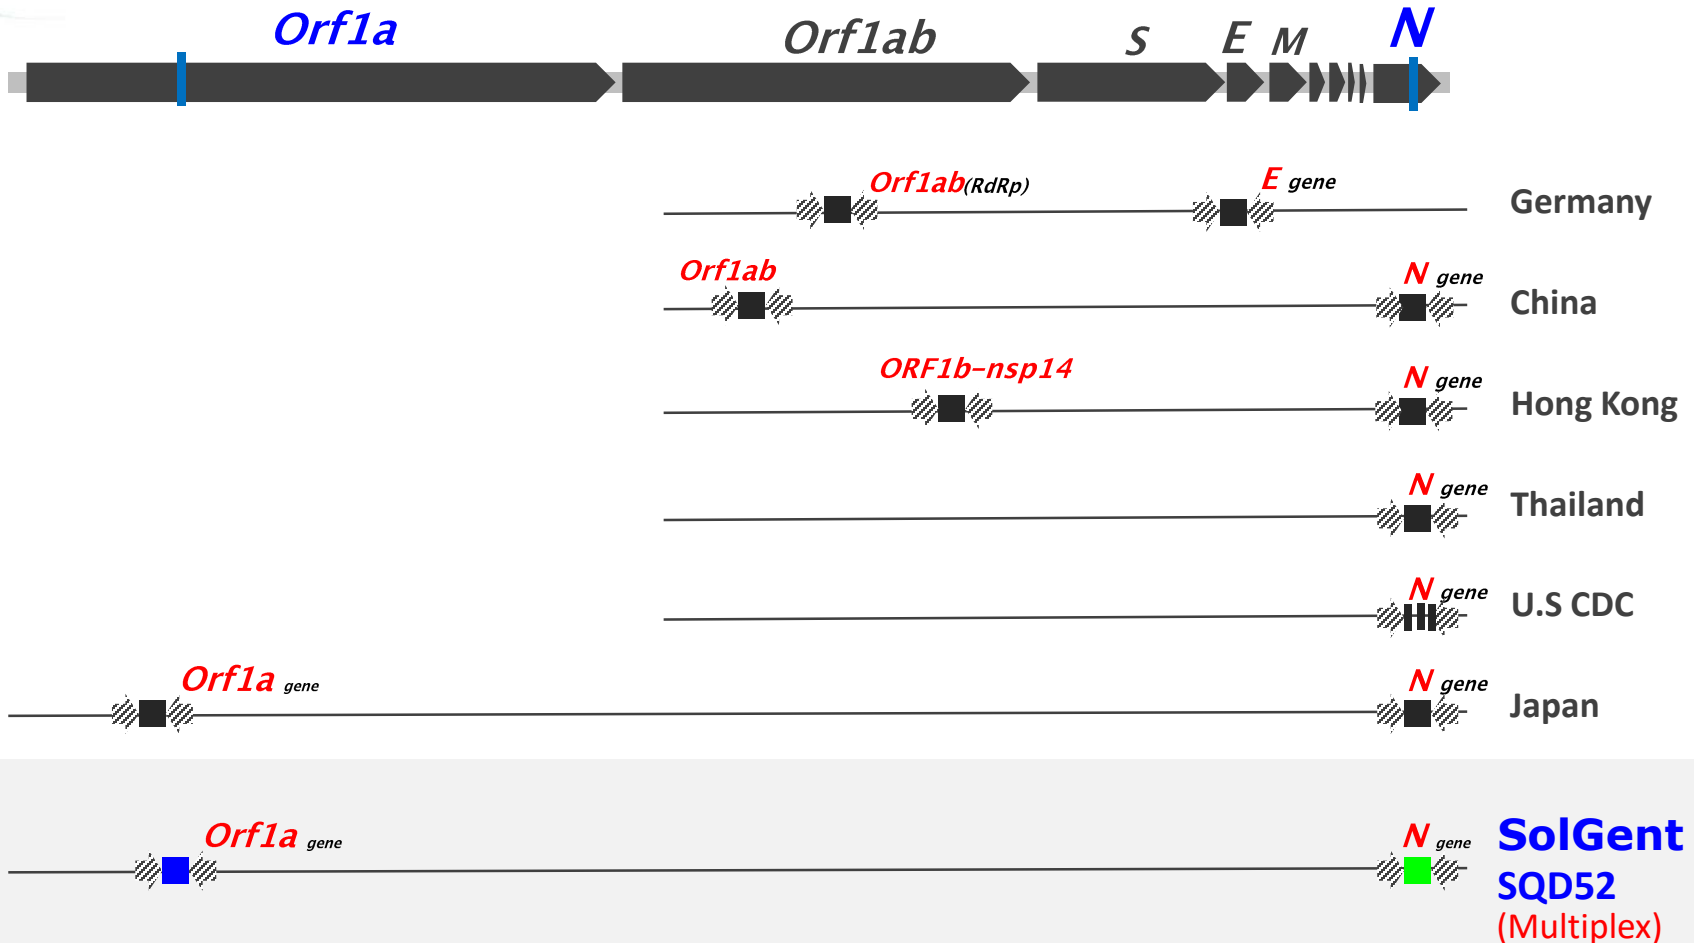 Orf1a Orf1ab S E M N
Orf1ab(RdRp) E gene Germany
Orf1ab N gene China
ORF1b-nsp14 N gene Hong Kong
N gene Thailand
N gene U.S CDC
Orf1a gene N gene Japan
Orf1a gene N gene SolGent
SQD52
(Multiplex)